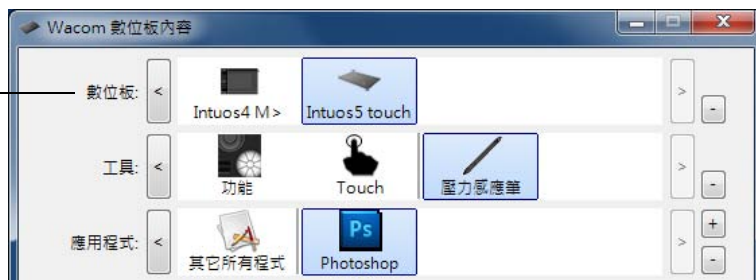 Wacom 數位板內容
數位板: < Intuos4 M> Intuos5 touch > -
工具: < 功能 Touch 壓力感應筆 > -
應用程式: < 其它所有程式 Ps Photoshop > + -